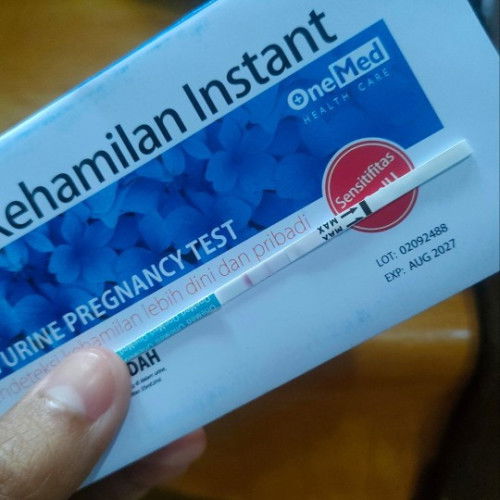 Kehamilan Instant
OneMed
HEALTH CARE
Sensitifitas
URINE PREGNANCY TEST
kehamilan lebih dini dan pribadi
MAX
MAX
LOT: 02092488
EXP: AUG 2027
DAH